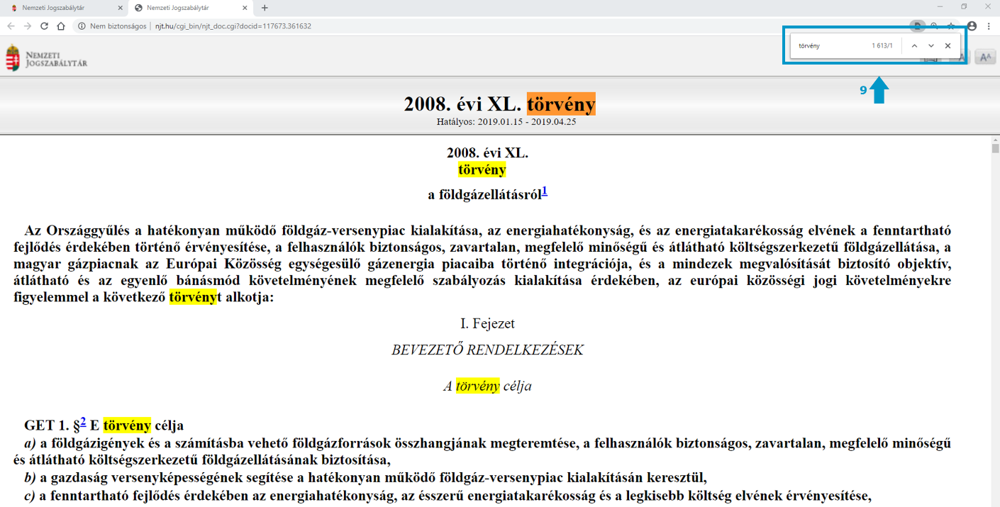 Nemzeti Jogszabálytár
Nemzeti Jogszabálytár
Nem biztonságos | njt.hu/cgi_bin/njt_doc.cgi?docid=117673.361632
törvény 1 613/1
NEMZETI
JOGSZABÁLYTÁR
A
AA
9
2008. évi XL. törvény
Hatályos: 2019.01.15 - 2019.04.25
2008. évi XL.
törvény
a földgázellátásról1
Az Országgyűlés a hatékonyan működő földgáz-versenypiac kialakítása, az energiahatékonyság, és az energiatakarékosság elvének a fenntartható
fejlődés érdekében történő érvényesítése, a felhasználók biztonságos, zavartalan, megfelelő minőségű és átlátható költségszerkezetű földgázellátása, a
magyar gázpiacnak az Európai Közösség egységesülő gázenergia piacaiba történő integrációja, és a mindezek megvalósítását biztosító objektív,
átlátható és az egyenlő bánásmód követelményének megfelelő szabályozás kialakítása érdekében, az európai közösségi jogi követelményekre
figyelemmel a következő törvényt alkotja:
I. Fejezet
BEVEZETŐ RENDELKEZÉSEK
A törvény célja
GET 1. §2 E törvény célja
a) a földgázigények és a számításba vehető földgázforrások összhangjának megteremtése, a felhasználók biztonságos, zavartalan, megfelelő minőségű
és átlátható költségszerkezetű földgázellátásának biztosítása,
b) a gazdaság versenyképességének segítése a hatékonyan működő földgáz-versenypiac kialakításán keresztül,
c) a fenntartható fejlődés érdekében az energiahatékonyság, az ésszerű energiatakarékosság és a legkisebb költség elvének érvényesítése,